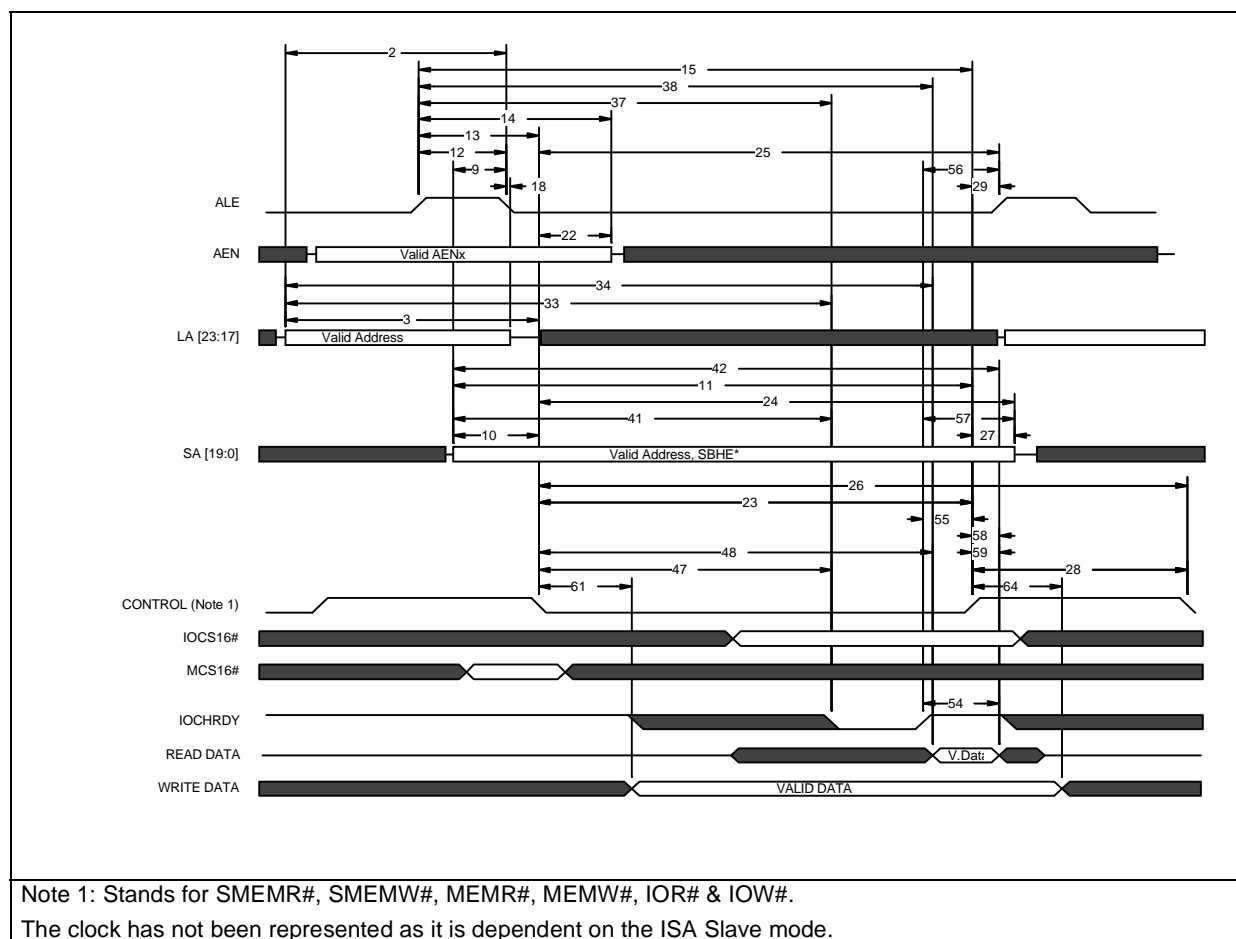 2
15
38
37
14
13
12
25
9
56
18
29
ALE
22
AEN
Valid AENx
34
33
3
LA [23:17]
Valid Address
42
11
24
41
57
10
27
SA [19:0]
Valid Address, SBHE*
26
23
55
58
48
59
47
28
61
64
CONTROL (Note 1)
IOCS16#
MCS16#
54
IOCHRDY
READ DATA
V.Data
WRITE DATA
VALID DATA
Note 1: Stands for SMEMR#, SMEMW#, MEMR#, MEMW#, IOR# & IOW#.
The clock has not been represented as it is dependent on the ISA Slave mode.